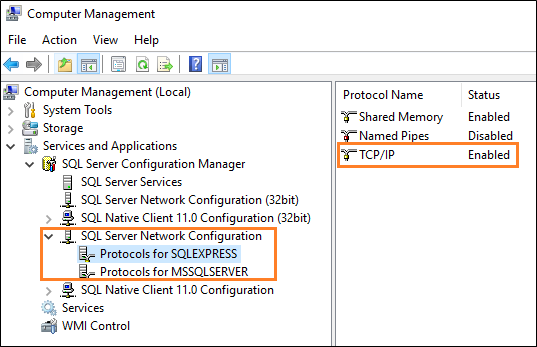 Computer Management
File Action View Help
Computer Management (Local)
System Tools
Storage
Services and Applications
SQL Server Configuration Manager
SQL Server Services
SQL Server Network Configuration (32bit)
SQL Native Client 11.0 Configuration (32bit)
SQL Server Network Configuration
Protocols for SQLEXPRESS
Protocols for MSSQLSERVER
SQL Native Client 11.0 Configuration
Services
WMI Control
Protocol Name Status
Shared Memory Enabled
Named Pipes Disabled
TCP/IP Enabled